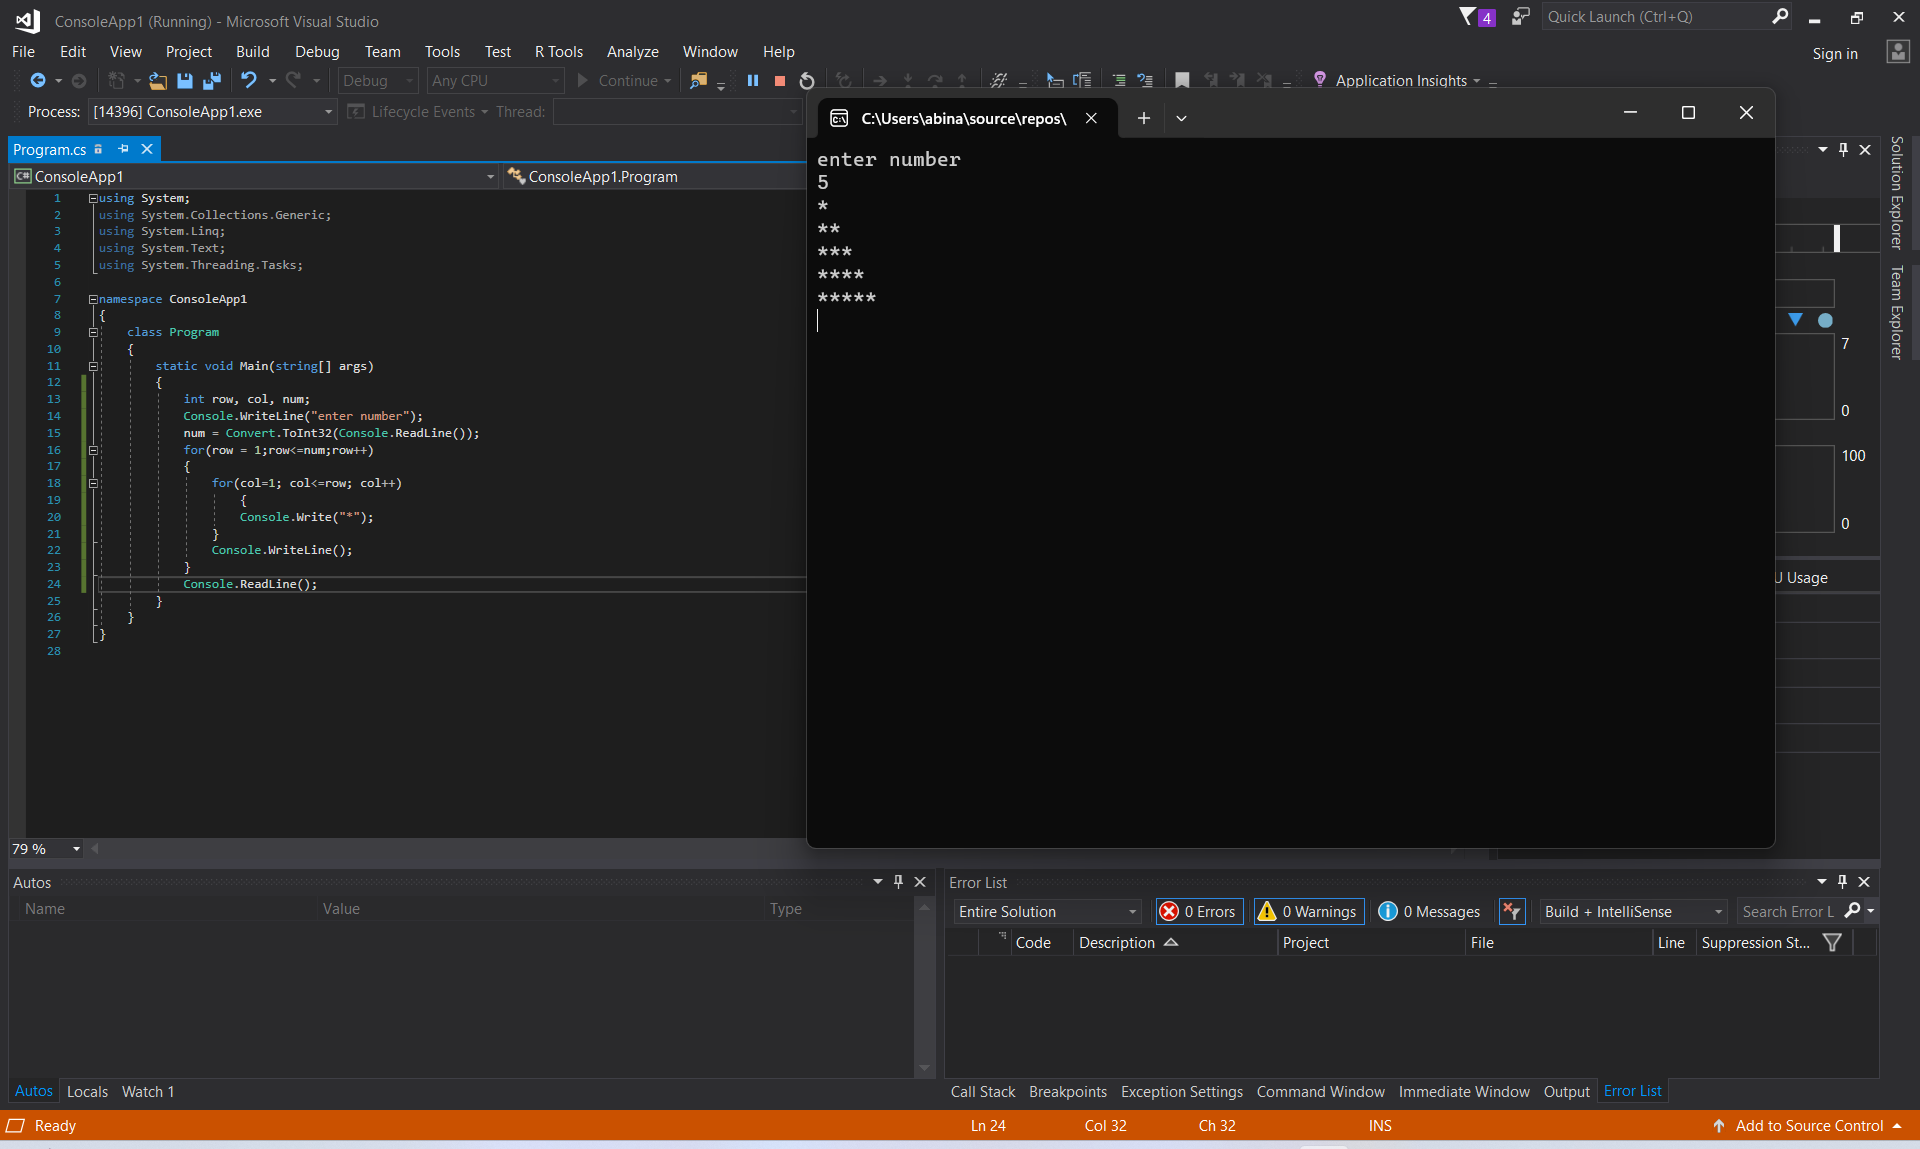 ConsoleApp1 (Running) - Microsoft Visual Studio
4
Quick Launch (Ctrl+Q)
File Edit View Project Build Debug Team Tools Test R Tools Analyze Window Help
Sign in
Debug Any CPU Continue Application Insights
Process: [14396] ConsoleApp1.exe Lifecycle Events Thread:
Program.cs
ConsoleApp1 ConsoleApp1.Program
1 using System;
2 using System.Collections.Generic;
3 using System.Linq;
4 using System.Text;
5 using System.Threading.Tasks;
6
7 namespace ConsoleApp1
8 {
9 class Program
10 {
11 static void Main(string[] args)
12 {
13 int row, col, num;
14 Console.WriteLine("enter number");
15 num = Convert.ToInt32(Console.ReadLine());
16 for(row = 1;row<=num;row++)
17 {
18 for(col=1; col<=row; col++)
19 {
20 Console.Write("*");
21 }
22 Console.WriteLine();
23 }
24 Console.ReadLine();
25 }
26 }
27 }
28
79 %
C:\Users\abina\source\repos\
enter number
5
*
**
***
****
*****
7
0
100
0
U Usage
Solution Explorer
Team Explorer
Autos
Name Value Type
Autos Locals Watch 1
Error List
Entire Solution 0 Errors 0 Warnings 0 Messages Build + IntelliSense Search Error L
Code Description Project File Line Suppression St...
Call Stack Breakpoints Exception Settings Command Window Immediate Window Output Error List
Ready Ln 24 Col 32 Ch 32 INS Add to Source Control